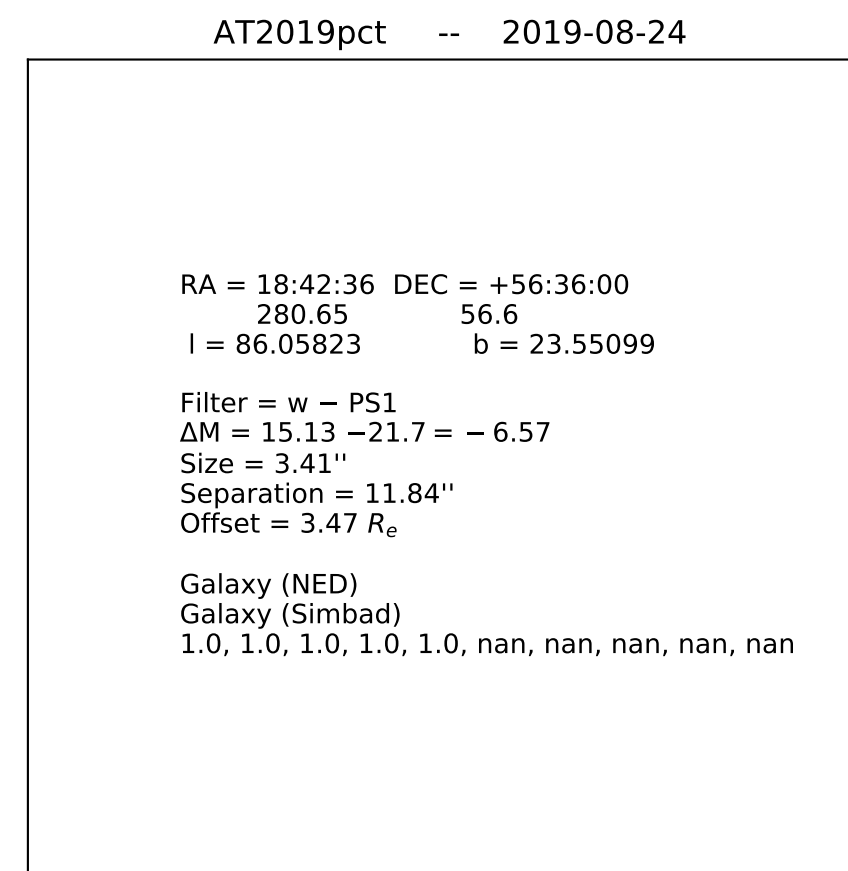 AT2019pct -- 2019-08-24
RA = 18:42:36 DEC = +56:36:00
280.65 56.6
l = 86.05823 b = 23.55099
Filter = w − PS1
ΔM = 15.13 −21.7 = − 6.57
Size = 3.41''
Separation = 11.84''
Offset = 3.47 Re
Galaxy (NED)
Galaxy (Simbad)
1.0, 1.0, 1.0, 1.0, 1.0, nan, nan, nan, nan, nan